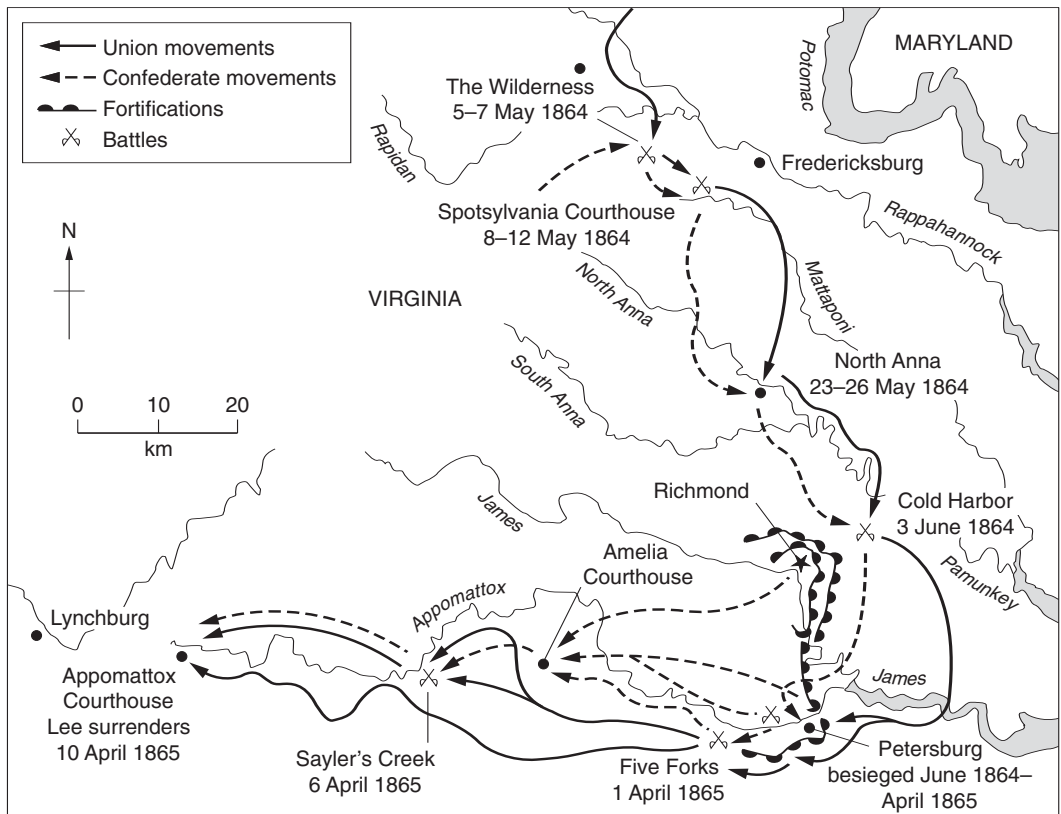 Union movements
Confederate movements
Fortifications
Battles
MARYLAND
Potomac
The Wilderness
5–7 May 1864
Rapidan
Fredericksburg
Rappahannock
Spotsylvania Courthouse
8–12 May 1864
N
VIRGINIA
North Anna
Mattaponi
South Anna
North Anna
23–26 May 1864
0 10 20
km
Richmond
Cold Harbor
3 June 1864
James
Amelia
Courthouse
Pamunkey
Appomattox
Lynchburg
James
Appomattox
Courthouse
Lee surrenders
10 April 1865
Sayler's Creek
6 April 1865
Five Forks
1 April 1865
Petersburg
besieged June 1864–
April 1865